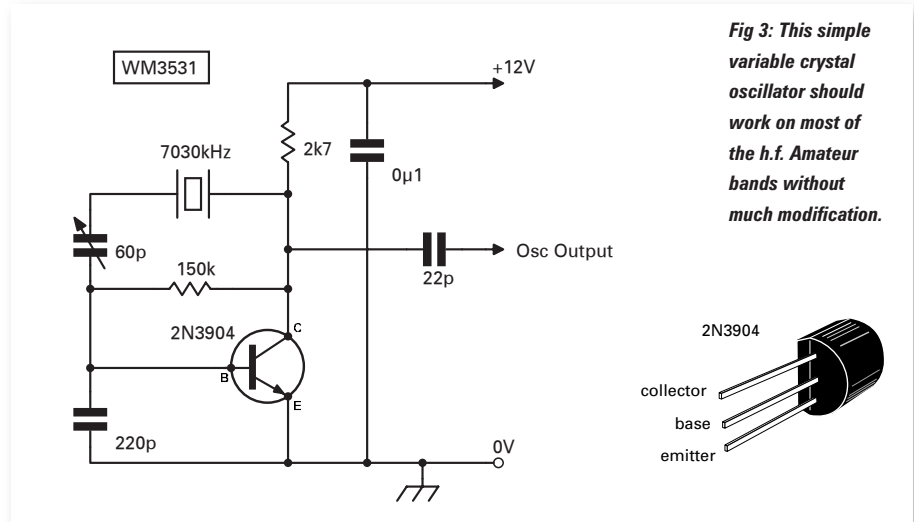 WM3531
7030kHz
+12V
2k7
0µ1
60p
150k
Osc Output
22p
2N3904
C
B
E
220p
0V
Fig 3: This simple
variable crystal
oscillator should
work on most of
the h.f. Amateur
bands without
much modification.
2N3904
collector
base
emitter